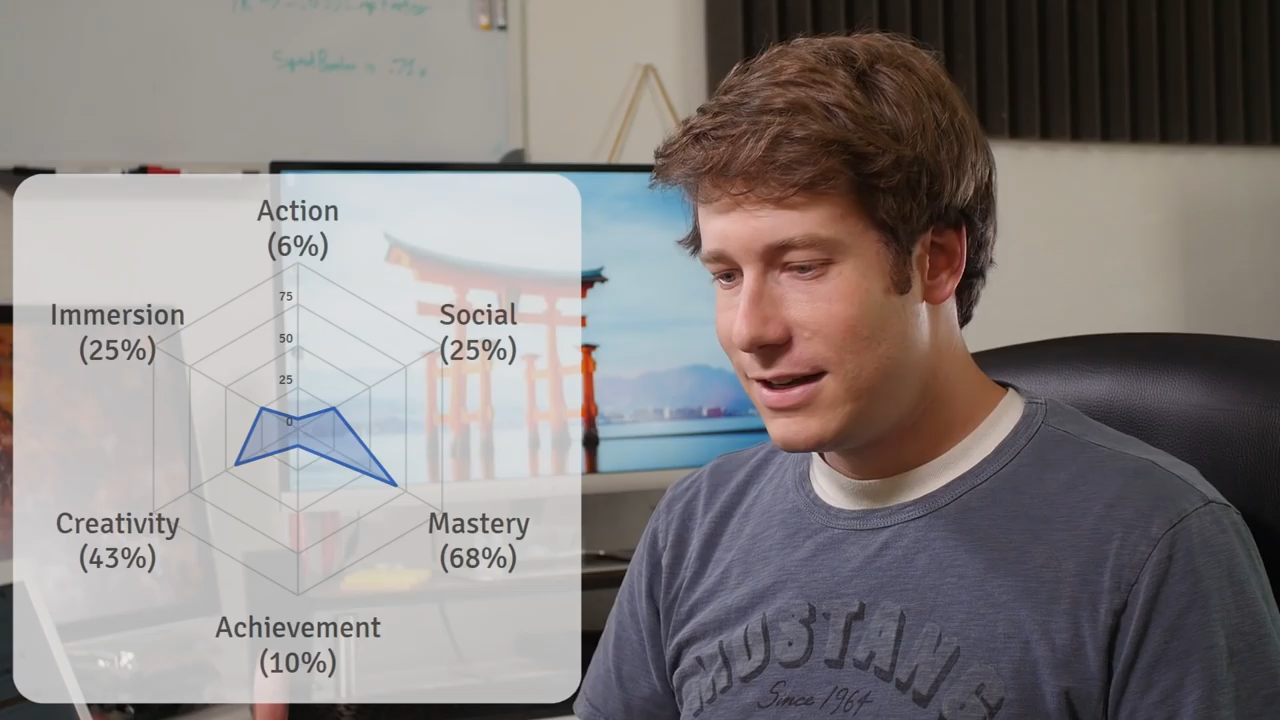 Action
(6%)
Immersion
(25%)
Social
(25%)
75
50
25
0
Creativity
(43%)
Mastery
(68%)
Achievement
(10%)
MUSTANG
Since 1964